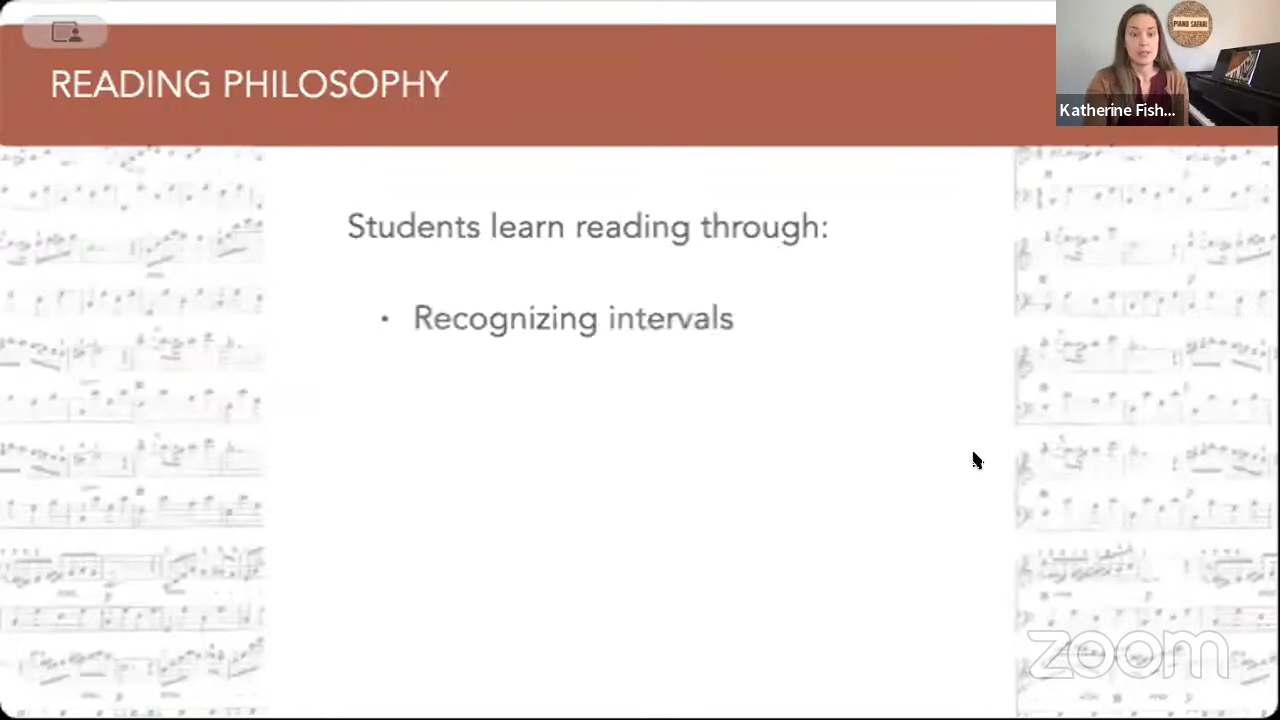 READING PHILOSOPHY
PIANO SAFARI
Katherine Fish...
Students learn reading through:
• Recognizing intervals
zoom